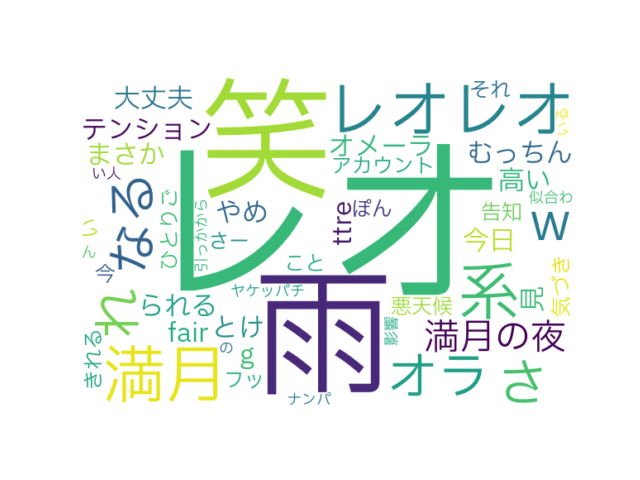 大丈夫
笑
レオレオ
それ
いる
テンション
オメーラ
むっちん
まさか
アカウント
い人
レオ
高い
なる
ひとりご
引っかから
やめ
ttre
ぽん
告知
似合わ
い
さー
今日
w
ん
今
雨
こと
系
見
気づき
れ
られる
ヤケッパチ
悪天候
fair
とけ
影響
満月の夜
きれる
満月
の
g
フッ
オラ
さ
ナンパ